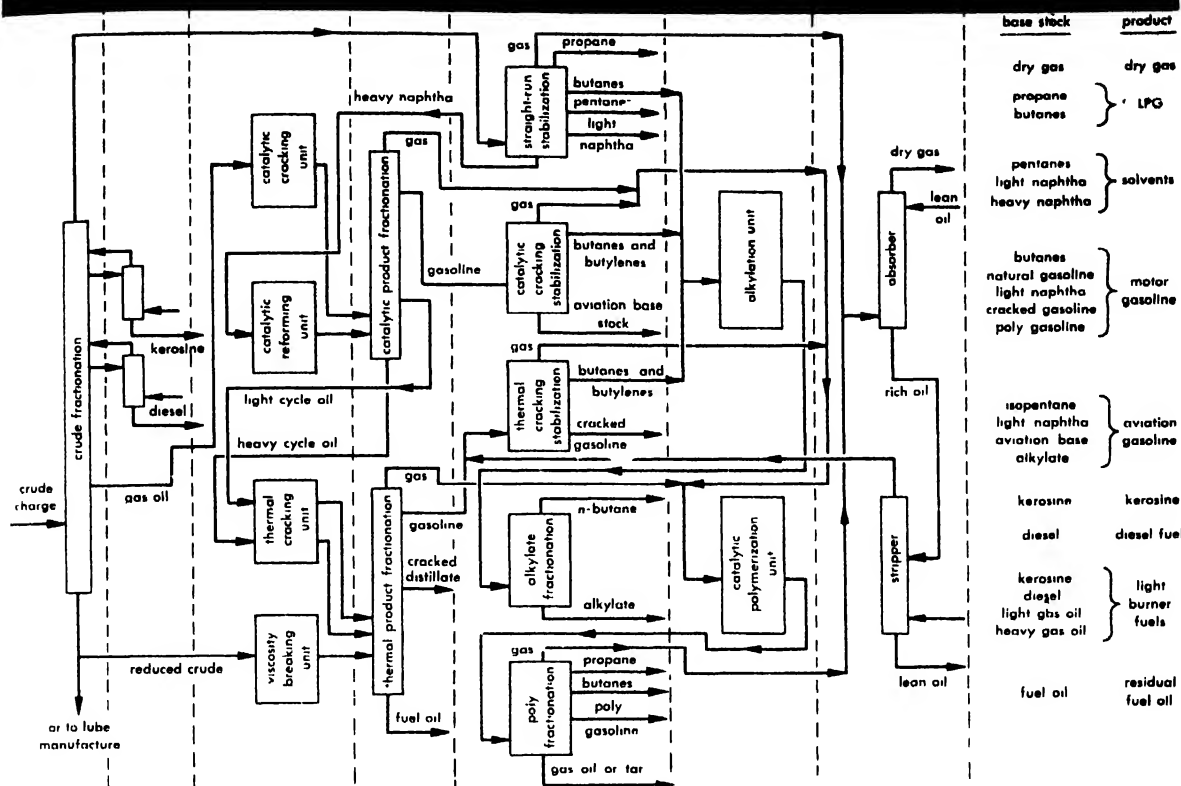 base stock
product
dry gas
dry gas
propane
butanes
LPG
pentanes
light naphtha
heavy naphtha
solvents
butanes
natural gasoline
light naphtha
cracked gasoline
poly gasoline
motor
gasoline
isopentane
light naphtha
aviation base
alkylate
aviation
gasoline
kerosine
kerosine
diesel
diesel fuel
kerosine
diesel
light gbs oil
heavy gas oil
light
burner
fuels
fuel oil
residual
fuel oil
crude
charge
crude fractionation
kerosine
diesel
gas oil
reduced crude
or to lube
manufacture
heavy naphtha
catalytic
cracking
unit
catalytic
reforming
unit
light cycle oil
heavy cycle oil
thermal
cracking
unit
viscosity
breaking
unit
gas
catalytic product fractionation
gasoline
gas
thermal product fractionation
gasoline
cracked
distillate
fuel oil
gas
propane
straight-run
stabilization
butanes
pentane
light
naphtha
gas
catalytic
cracking
stabilization
butanes and
butylenes
aviation base
stock
gas
thermal
cracking
stabilization
butanes and
butylenes
cracked
gasoline
n-butane
alkylate
fractionation
alkylate
gas
poly
fractionation
propane
butanes
poly
gasoline
gas oil or tar
alkylation unit
catalytic
polymerization
unit
dry gas
lean
oil
absorber
rich oil
stripper
lean oil